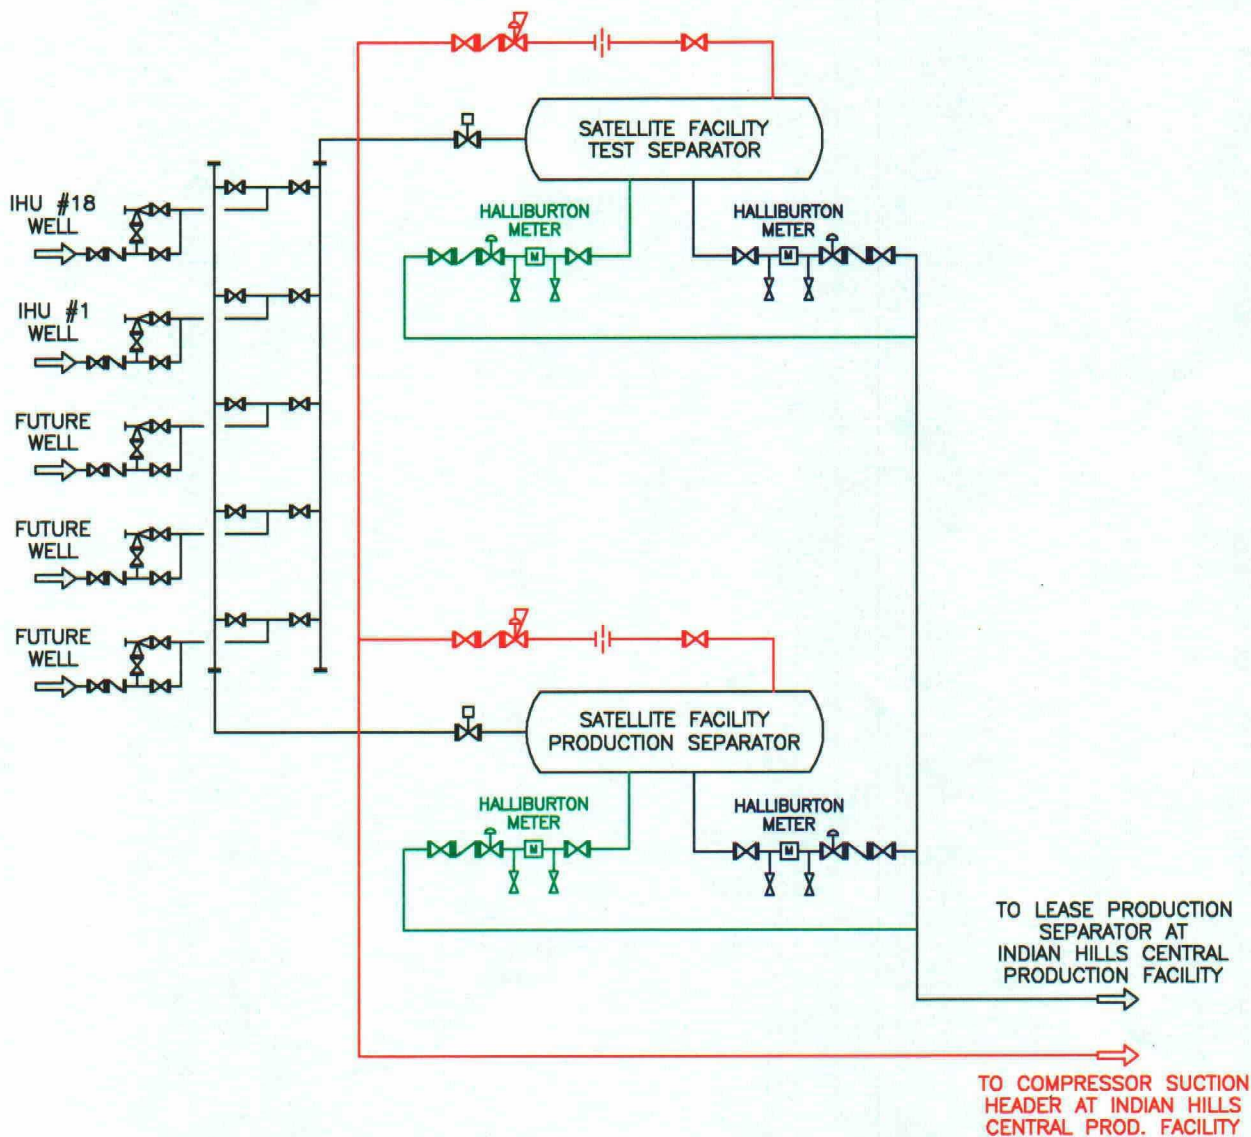 SATELLITE FACILITY
TEST SEPARATOR
IHU #18
WELL
HALLIBURTON
METER
M
HALLIBURTON
METER
M
IHU #1
WELL
FUTURE
WELL
FUTURE
WELL
FUTURE
WELL
SATELLITE FACILITY
PRODUCTION SEPARATOR
HALLIBURTON
METER
M
HALLIBURTON
METER
M
TO LEASE PRODUCTION
SEPARATOR AT
INDIAN HILLS CENTRAL
PRODUCTION FACILITY
TO COMPRESSOR SUCTION
HEADER AT INDIAN HILLS
CENTRAL PROD. FACILITY